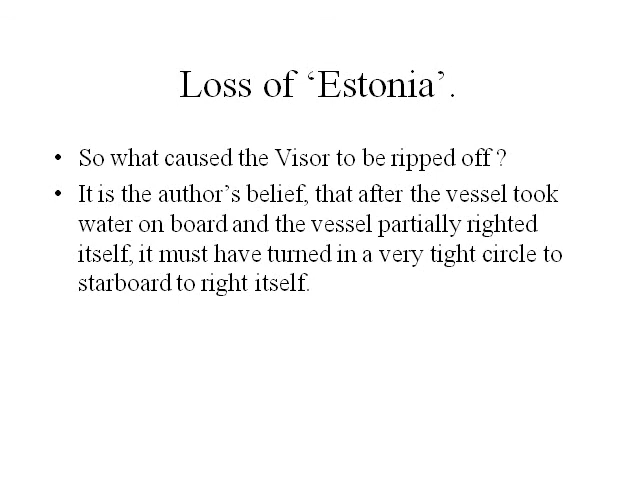 Loss of ‘Estonia’.
• So what caused the Visor to be ripped off ?
• It is the author’s belief, that after the vessel took
water on board and the vessel partially righted
itself, it must have turned in a very tight circle to
starboard to right itself.